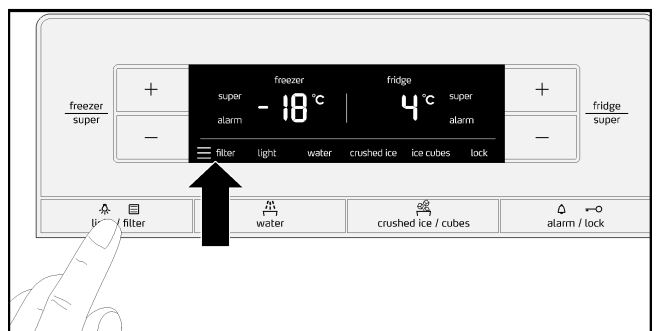 freezer
super
+
−
freezer
super
alarm
- 18 °C
fridge
4 °C
super
alarm
filter light water crushed ice ice cubes lock
+
−
fridge
super
light / filter
water
crushed ice / cubes
alarm / lock